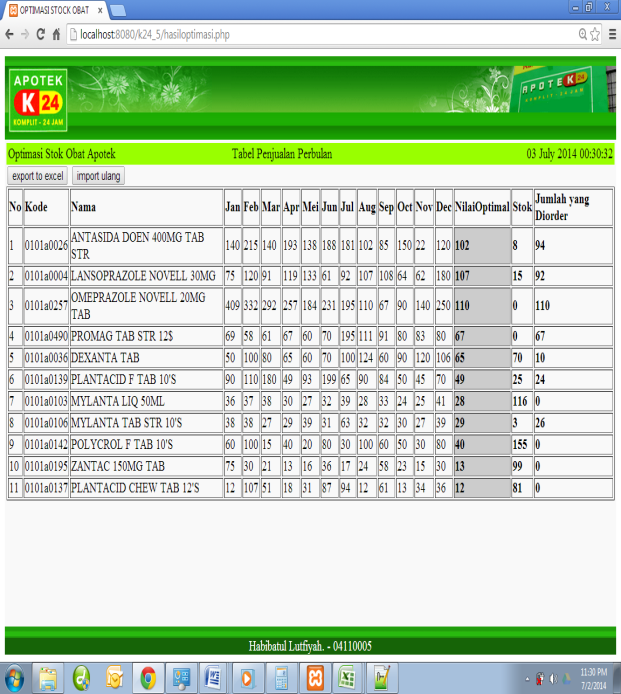 OPTIMASI STOCK OBAT
localhost:8080/k24_5/hasiloptimasi.php
APOTEK
K 24
KOMPLIT - 24 JAM
APOTEK K 24
KOMPLIT - 24 JAM
Optimasi Stok Obat Apotek Tabel Penjualan Perbulan 03 July 2014 00:30:32
export to excel import ulang
No Kode Nama Jan Feb Mar Apr Mei Jun Jul Aug Sep Oct Nov Dec NilaiOptimal Stok Jumlah yang Diorder
1 0101a0026 ANTASIDA DOEN 400MG TAB STR 140 215 140 193 138 188 181 102 85 150 22 120 102 8 94
2 0101a0004 LANSOPRAZOLE NOVELL 30MG 75 120 91 119 133 61 92 107 108 64 62 180 107 15 92
3 0101a0257 OMEPRAZOLE NOVELL 20MG TAB 409 332 292 257 184 231 195 110 67 90 140 250 110 0 110
4 0101a0490 PROMAG TAB STR 12$ 69 58 61 67 60 70 195 111 91 80 83 80 67 0 67
5 0101a0036 DEXANTA TAB 50 100 80 65 60 70 100 124 60 90 120 106 65 70 10
6 0101a0139 PLANTACID F TAB 10'S 90 110 180 49 93 199 65 90 84 50 45 70 49 25 24
7 0101a0103 MYLANTA LIQ 50ML 36 37 38 30 27 32 39 28 33 24 25 41 28 116 0
8 0101a0106 MYLANTA TAB STR 10'S 38 38 27 29 39 31 63 32 32 30 27 39 29 3 26
9 0101a0142 POLYCROL F TAB 10'S 60 100 15 40 20 80 30 100 60 50 30 80 40 155 0
10 0101a0195 ZANTAC 150MG TAB 75 30 21 13 16 36 17 24 58 23 15 30 13 99 0
11 0101a0137 PLANTACID CHEW TAB 12'S 12 107 51 18 31 87 94 12 61 13 34 36 12 81 0
Habibatul Lutfiyah. - 04110005
11:30 PM
7/2/2014